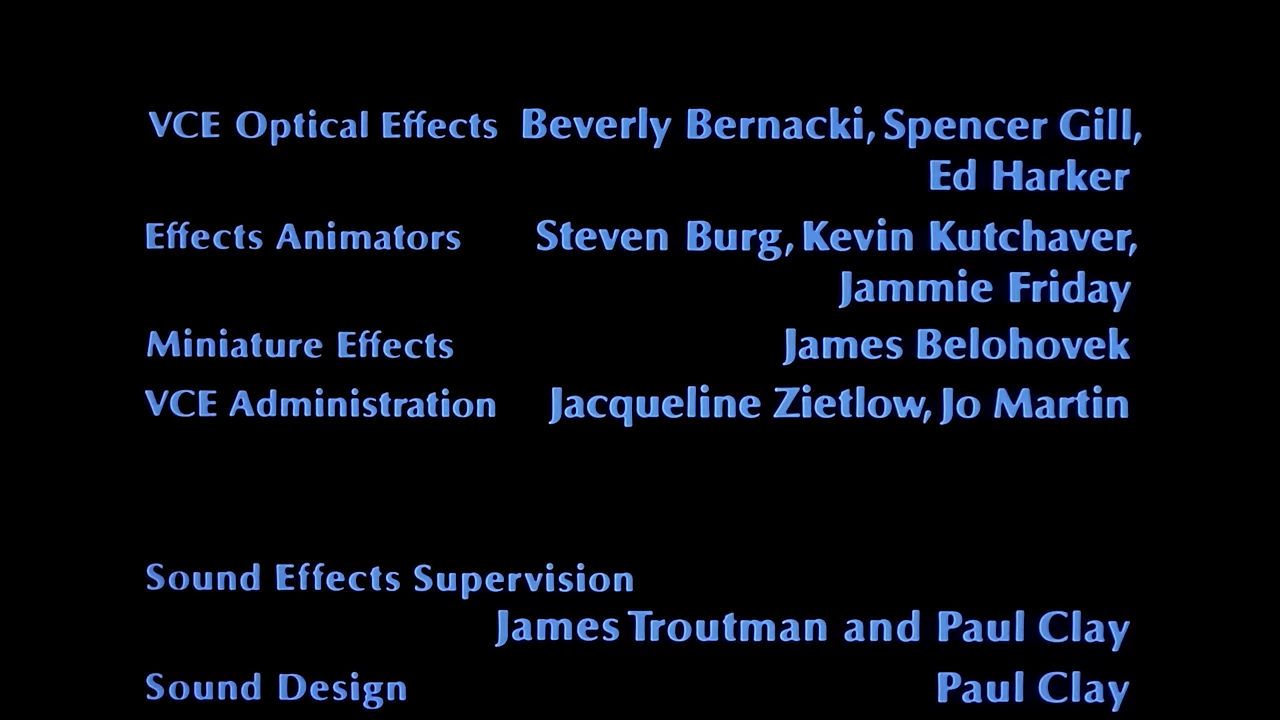 VCE Optical Effects Beverly Bernacki, Spencer Gill,
Ed Harker
Effects Animators Steven Burg, Kevin Kutchaver,
Jammie Friday
Miniature Effects James Belohovek
VCE Administration Jacqueline Zietlow, Jo Martin
Sound Effects Supervision
James Troutman and Paul Clay
Sound Design Paul Clay